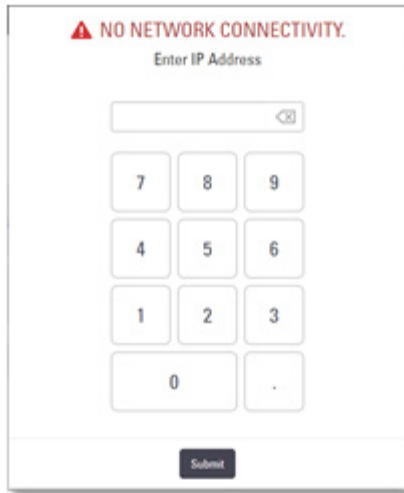 NO NETWORK CONNECTIVITY.
Enter IP Address
7 8 9
4 5 6
1 2 3
0 .
Submit